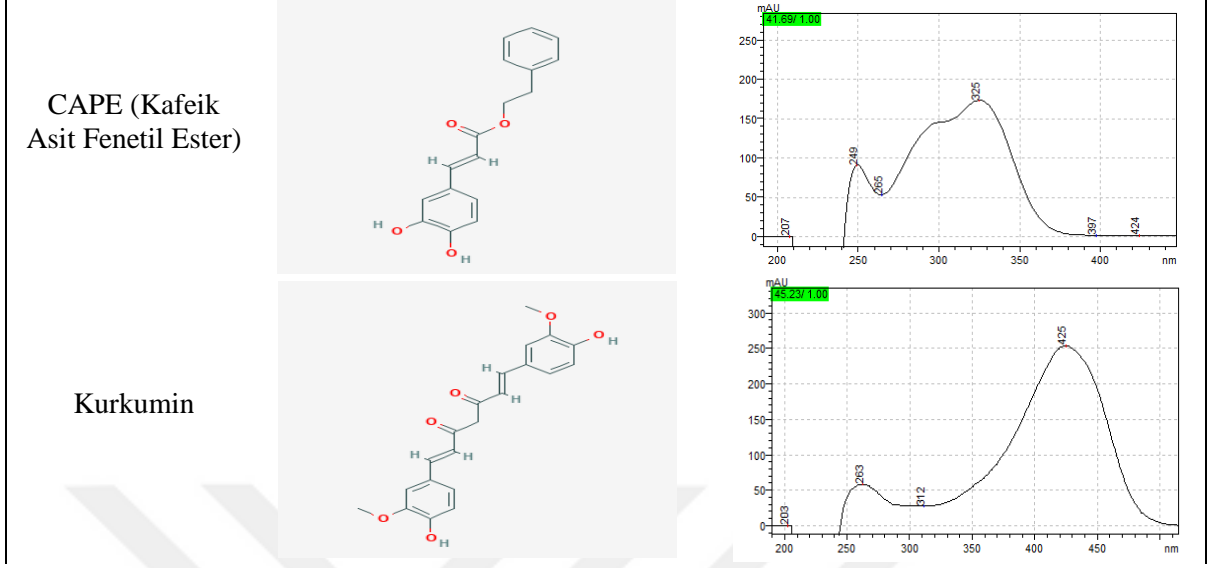 CAPE (Kafeik
Asit Fenetil Ester)
O
O
H
H
H
O
O
H
mAU
41.69/ 1.00
250
200
150
100
50
0
207
249
265
325
397
424
200
250
300
350
400
nm
Kurkumin
O
O
H
H
H
O
O
H
H
O
O
H
mAU
45.23/ 1.00
300
250
200
150
100
50
0
203
263
312
425
200
250
300
350
400
450
nm